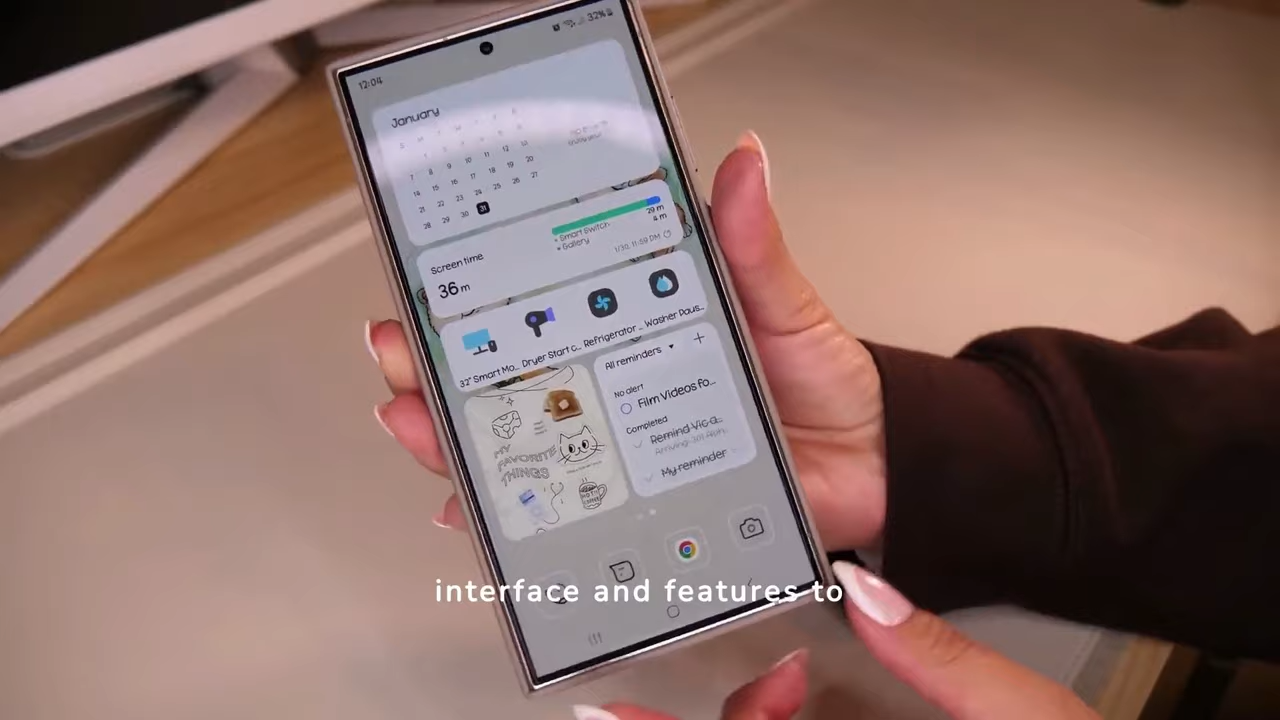 12:04
32%
January
S M T W T F S
1 2 3 4 5 6
7 8 9 10 11 12 13
14 15 16 17 18 19 20
21 22 23 24 25 26 27
28 29 30 31
Screen time
36 m
29 m
4 m
• Smart Switch
• Gallery
1/30, 11:59 PM
32" Smart Mo... Dryer Start c... Refrigerator ... Washer Paus...
MY
FAVORITE
THINGS
All reminders
No alert
Film Videos fo...
Completed
My reminder
interface and features to